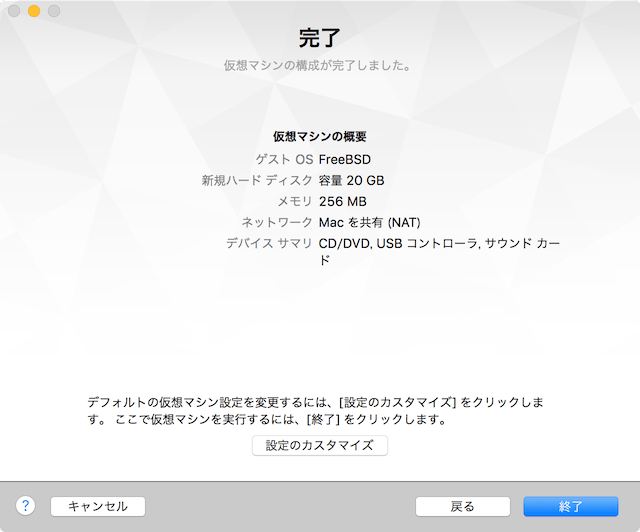 完了
仮想マシンの構成が完了しました。
仮想マシンの概要
ゲスト OS FreeBSD
新規ハード ディスク 容量 20 GB
メモリ 256 MB
ネットワーク Mac を共有 (NAT)
デバイス サマリ CD/DVD, USB コントローラ, サウンド カー
ド
デフォルトの仮想マシン設定を変更するには、[設定のカスタマイズ] をクリックしま
す。 ここで仮想マシンを実行するには、[終了] をクリックします。
設定のカスタマイズ
? キャンセル 戻る 終了